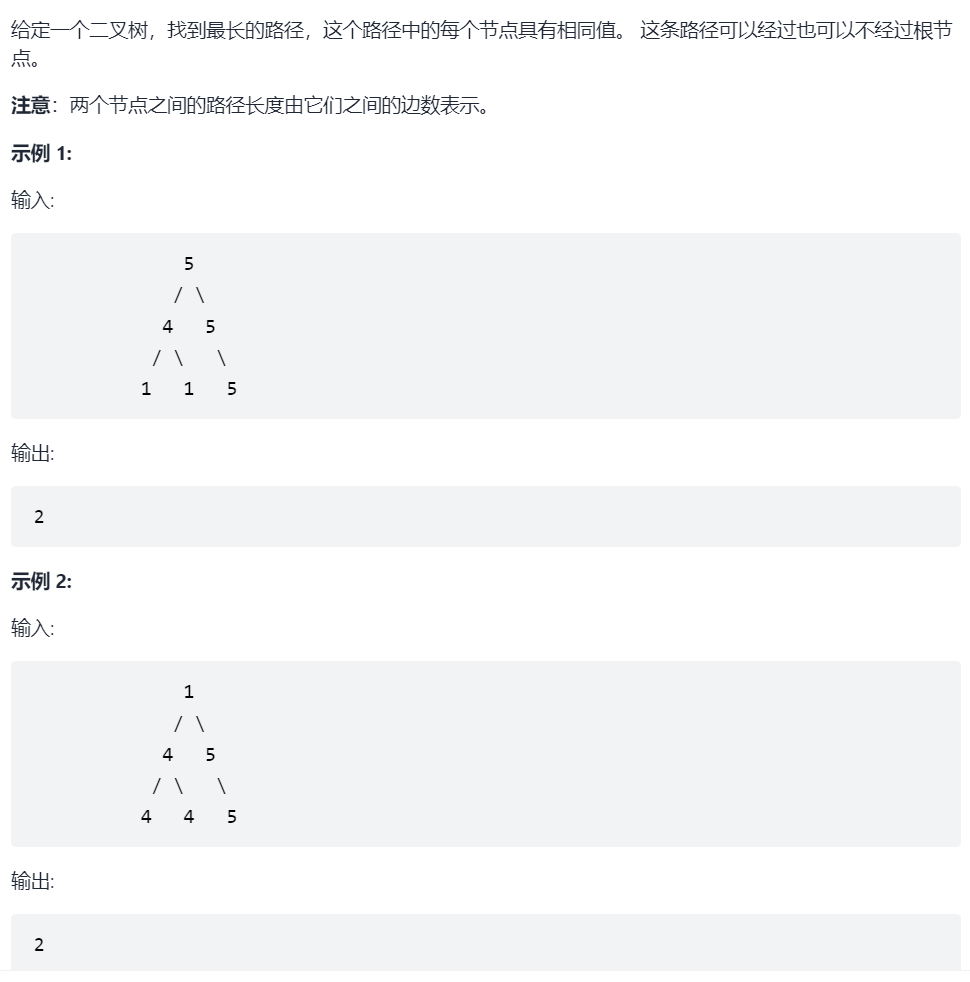 给定一个二叉树，找到最长的路径，这个路径中的每个节点具有相同值。 这条路径可以经过也可以不经过根节
点。
注意：两个节点之间的路径长度由它们之间的边数表示。
示例 1:
输入:
5
/ \
4   5
/ \   \
1   1   5
输出:
2
示例 2:
输入:
1
/ \
4   5
/ \   \
4   4   5
输出:
2